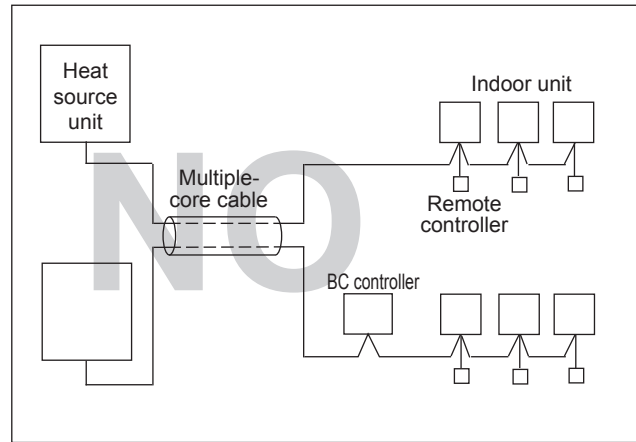 Heat
source
unit
Indoor unit
Multiple-
core cable
Remote
controller
BC controller
NO